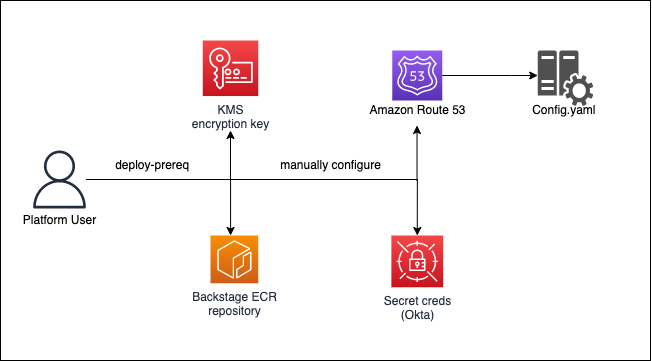 KMS
encryption key
53
Amazon Route 53
Config.yaml
deploy-prereq
manually configure
Platform User
Backstage ECR
repository
Secret creds
(Okta)